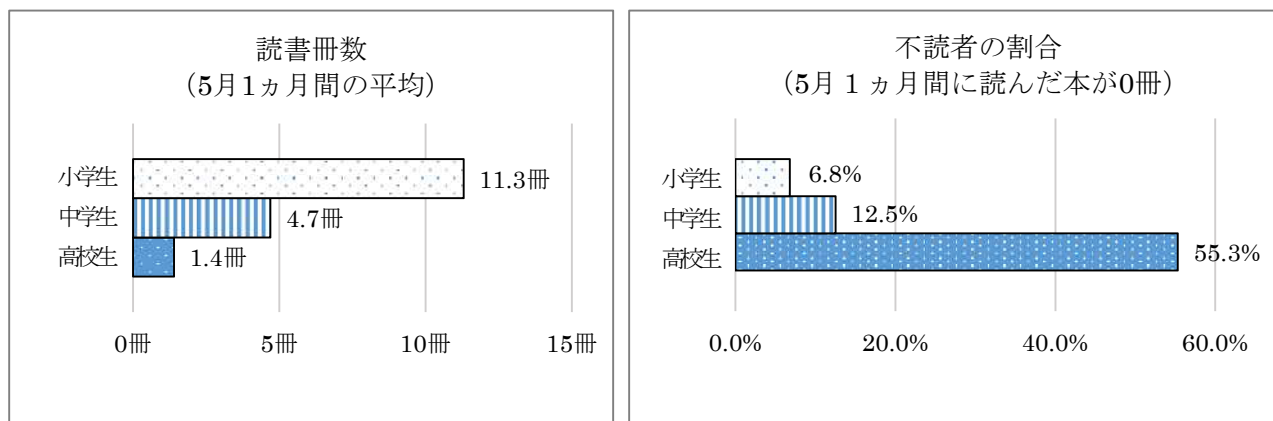 読書冊数
（5月1ヵ月間の平均）
小学生
11.3冊
中学生
4.7冊
高校生
1.4冊
0冊
5冊
10冊
15冊
不読者の割合
（5月１ヵ月間に読んだ本が0冊）
小学生
6.8%
中学生
12.5%
高校生
55.3%
0.0%
20.0%
40.0%
60.0%